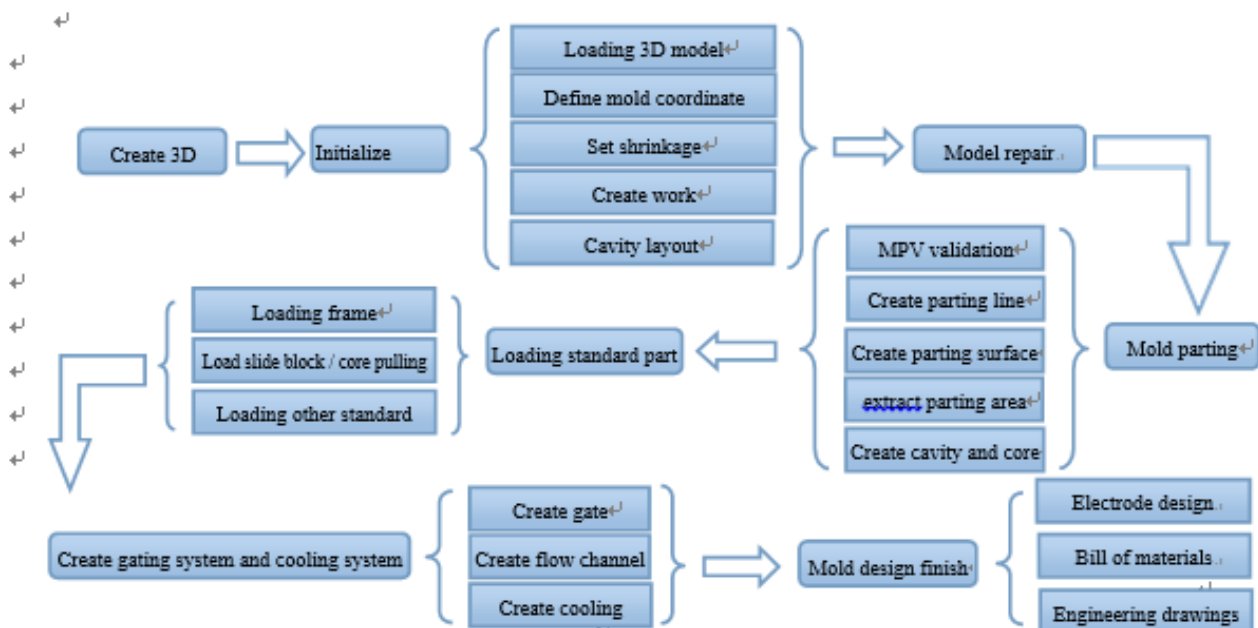 Create 3D
Initialize
Loading 3D model
Define mold coordinate
Set shrinkage
Create work
Cavity layout
Model repair
Mold parting
MPV validation
Create parting line
Create parting surface
extract parting area
Create cavity and core
Loading standard part
Loading frame
Load slide block / core pulling
Loading other standard
Create gating system and cooling system
Create gate
Create flow channel
Create cooling
Mold design finish
Electrode design
Bill of materials
Engineering drawings